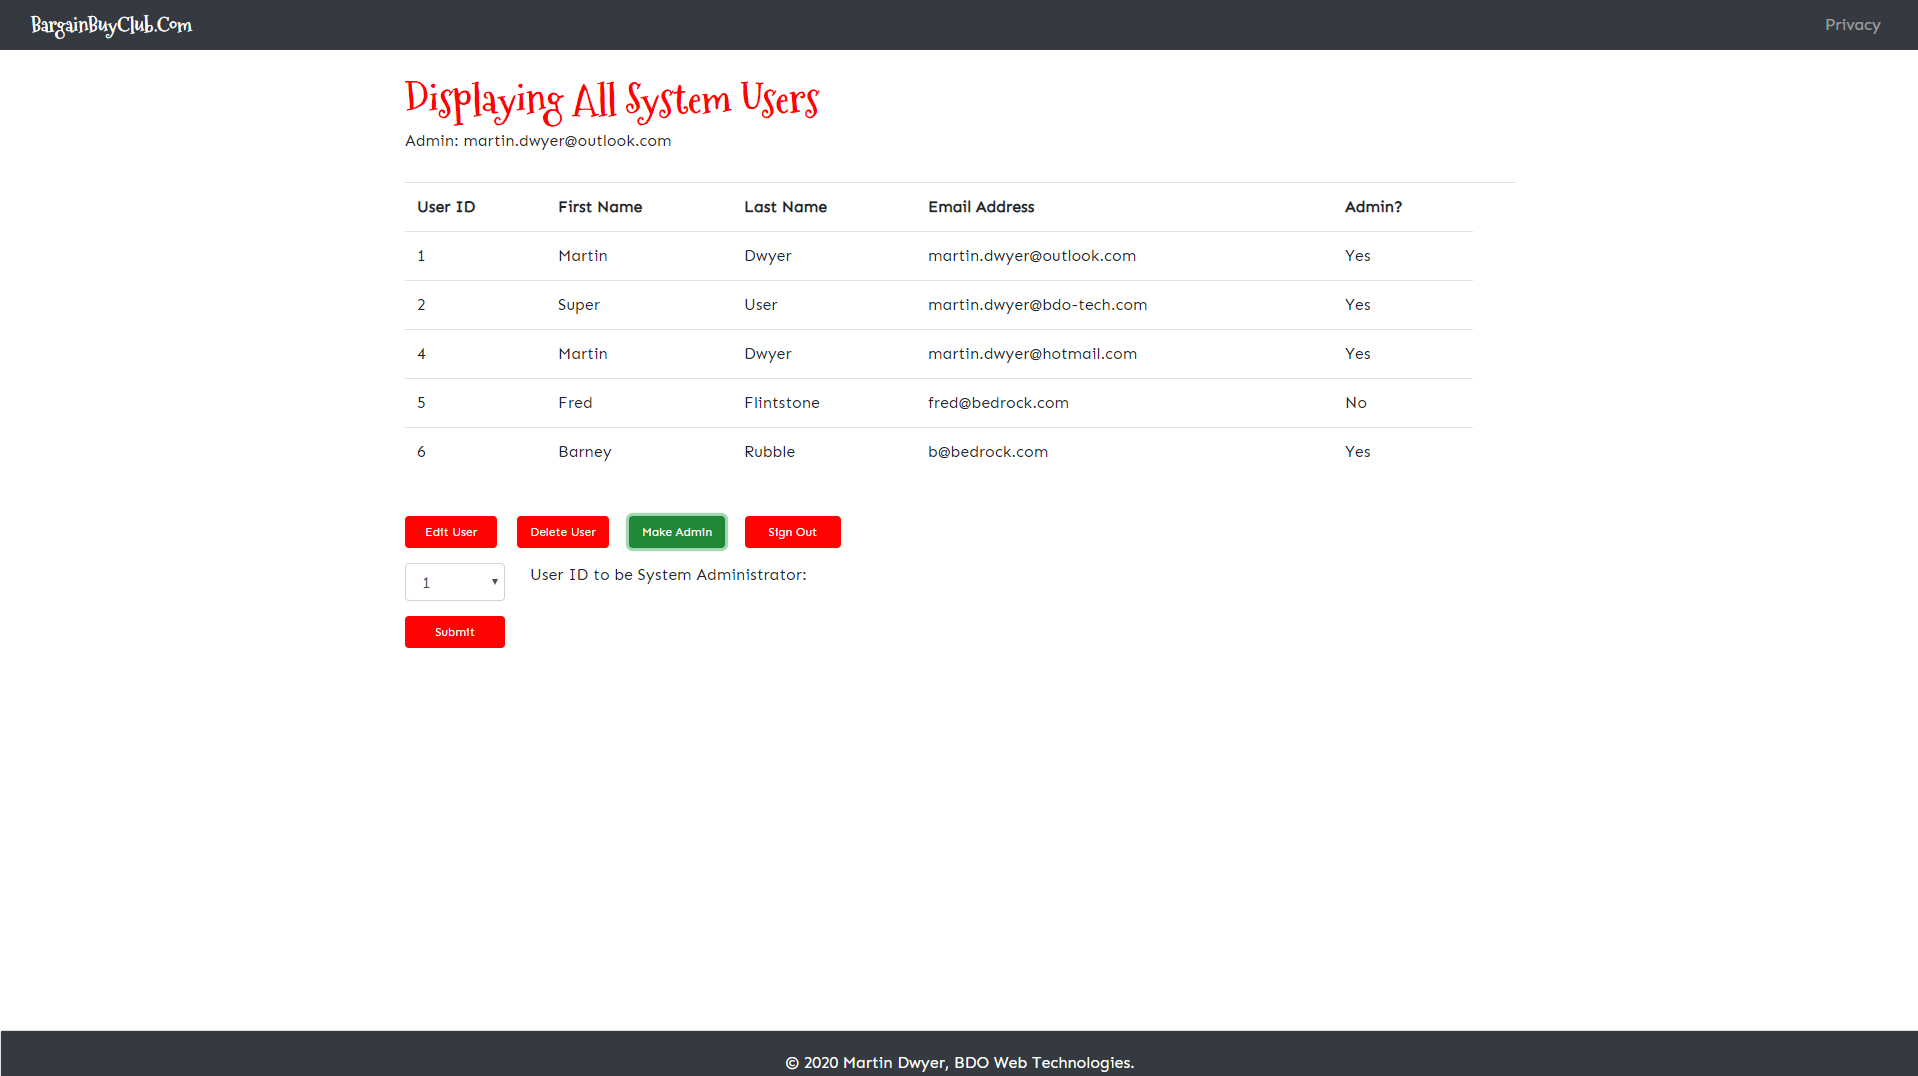 BargainBuyClub.Com Privacy
Displaying All System Users
Admin: martin.dwyer@outlook.com
User ID First Name Last Name Email Address Admin?
1 Martin Dwyer martin.dwyer@outlook.com Yes
2 Super User martin.dwyer@bdo-tech.com Yes
4 Martin Dwyer martin.dwyer@hotmail.com Yes
5 Fred Flintstone fred@bedrock.com No
6 Barney Rubble b@bedrock.com Yes
Edit User Delete User Make Admin Sign Out
1 User ID to be System Administrator:
Submit
© 2020 Martin Dwyer, BDO Web Technologies.